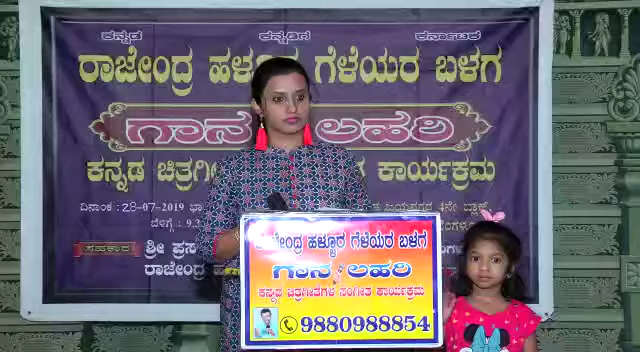 ಕನ್ನಡ ಕನ್ನಡಿಗ ಕರ್ನಾಟಕ
ರಾಜೇಂದ್ರ ಗೆಳೆಯರ ಬಳಗ
ಗಾನ ಲಹರಿ
ಕನ್ನಡ ಕಾರ್ಯಕ್ರಮ
ದಿನಾಂಕ : 28-07-2019 4ನೇ ಬ್ಲಾಕ್,
ಸಹಕಾರ ಶ್ರೀ
ರಾಜೇಂದ್ರ
ರಾಜೇಂದ್ರ ಹಳ್ಳೂರ ಗೆಳೆಯರ ಬಳಗ
ಗಾನ ಲಹರಿ
ಕನ್ನಡ ಚಿತ್ರಗೀತೆಗಳ ಸಂಗೀತ ಕಾರ್ಯಕ್ರಮ
9880988854